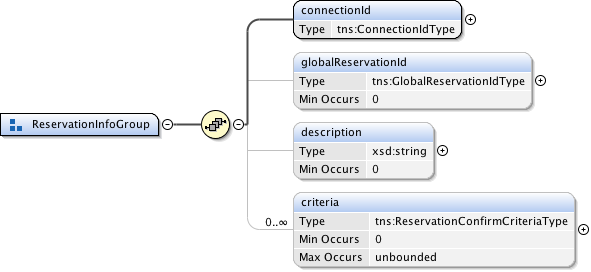 connectionId
Type tns:ConnectionIdType
globalReservationId
Type tns:GlobalReservationIdType
Min Occurs 0
ReservationInfoGroup
description
Type xsd:string
Min Occurs 0
criteria
0..∞
Type tns:ReservationConfirmCriteriaType
Min Occurs 0
Max Occurs unbounded